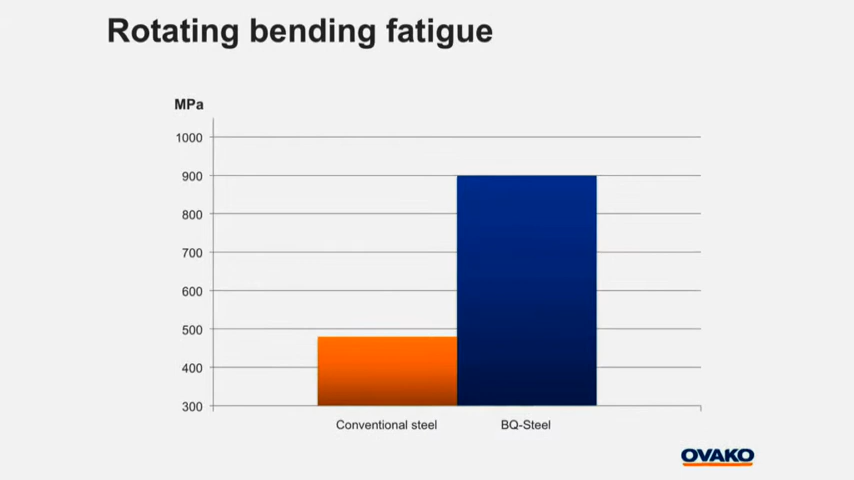 Rotating bending fatigue
MPa
1000
900
800
700
600
500
400
300
Conventional steel BQ-Steel
OVAKO